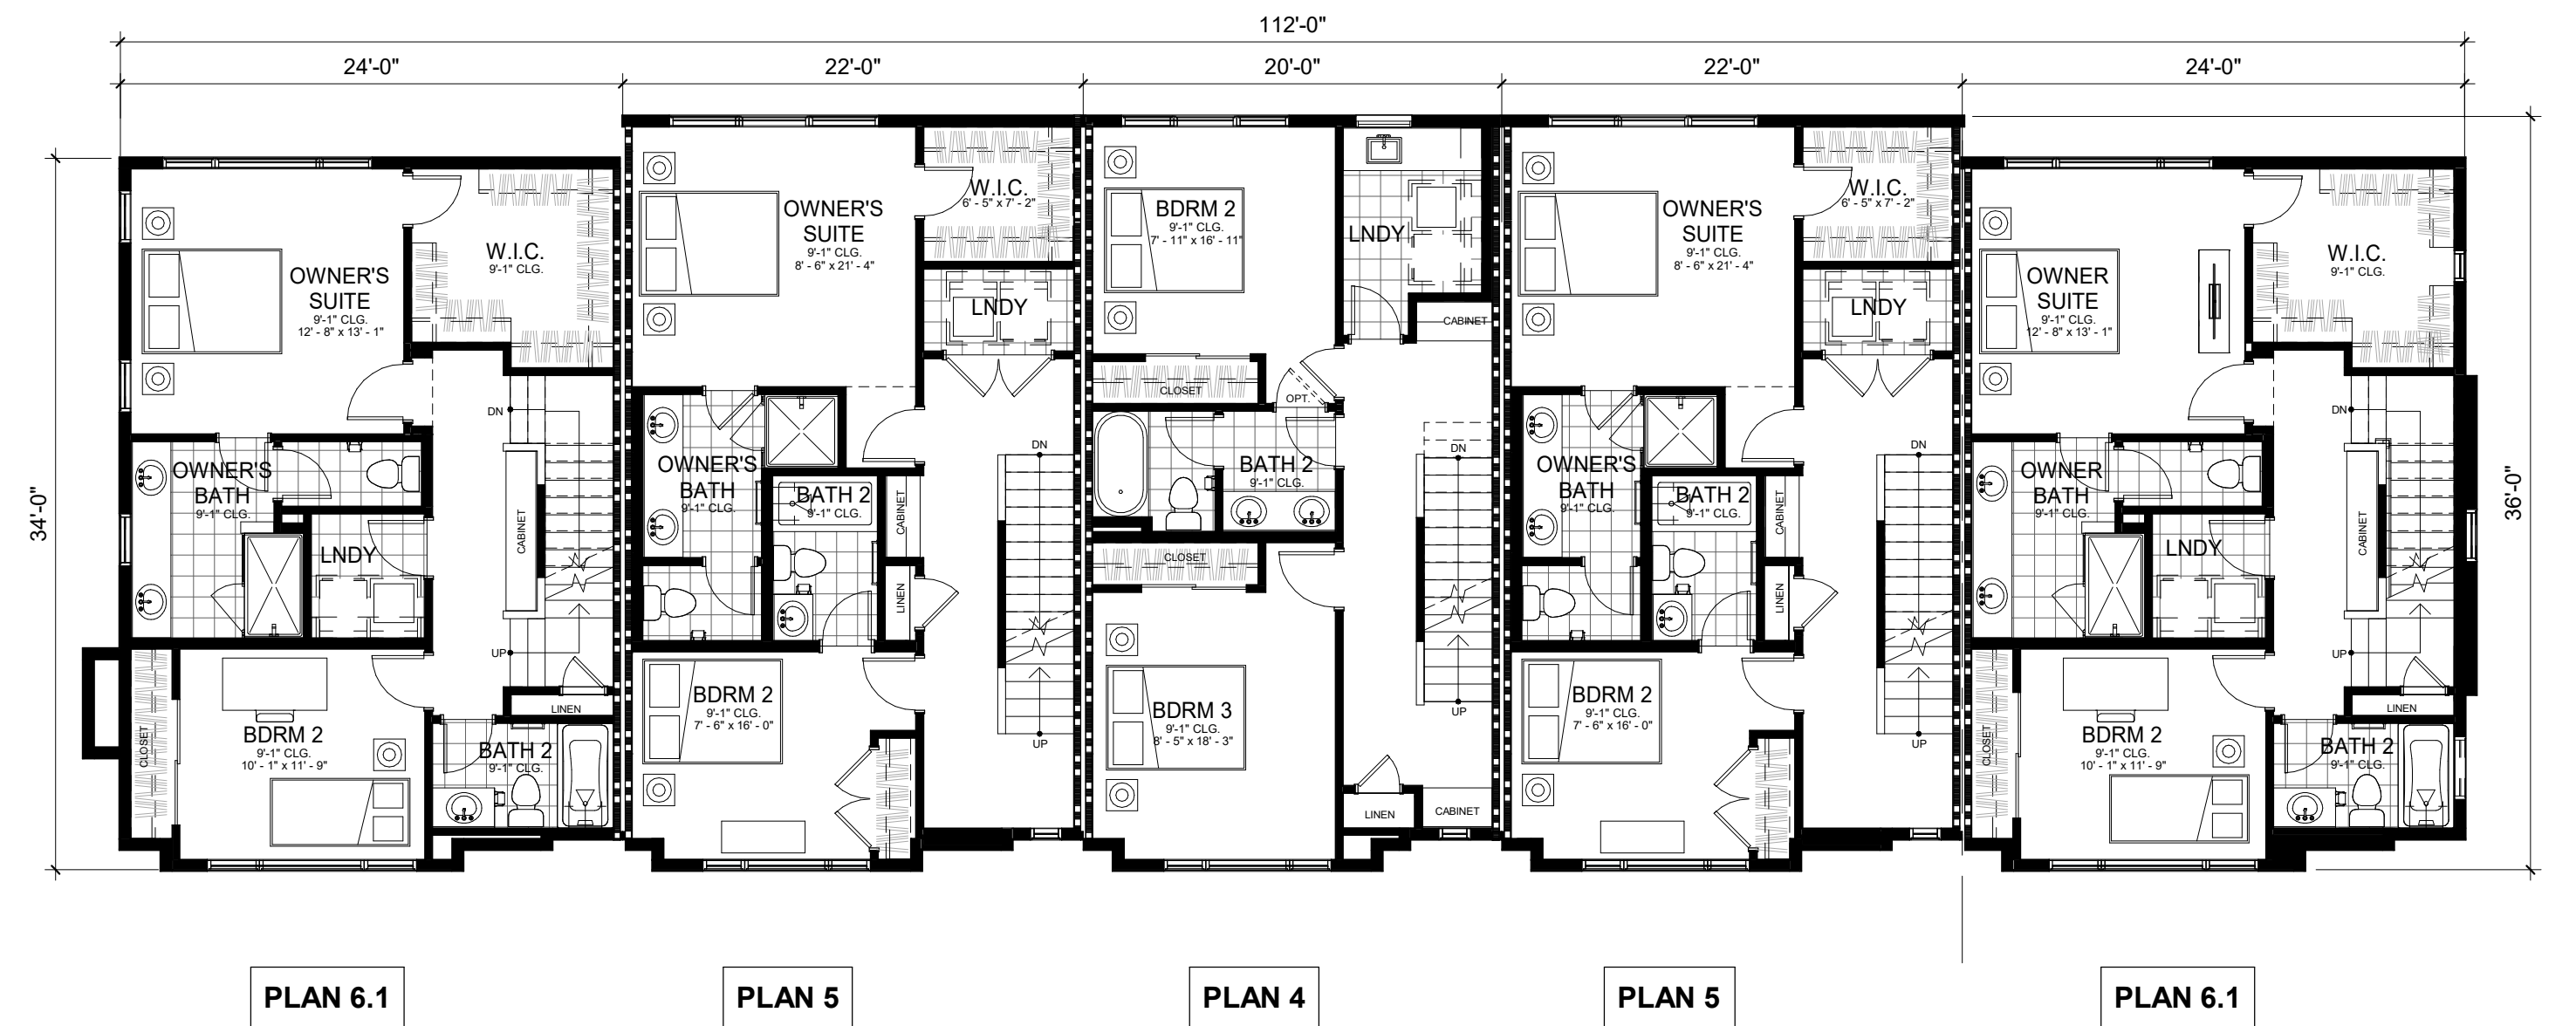 112'-0"
24'-0"
22'-0"
20'-0"
22'-0"
24'-0"
34'-0"
36'-0"
OWNER'S
SUITE
9'-1" CLG.
12' - 8" x 13' - 1"
W.I.C.
9'-1" CLG.
DN
OWNER'S
BATH
9'-1" CLG.
LNDY
CABINET
UP
LINEN
CLOSET
BDRM 2
9'-1" CLG.
10' - 1" x 11' - 9"
BATH 2
9'-1" CLG.
OWNER'S
SUITE
9'-1" CLG.
8' - 6" x 21' - 4"
W.I.C.
6' - 5" x 7' - 2"
LNDY
OWNER'S
BATH
9'-1" CLG.
BATH 2
9'-1" CLG.
CABINET
LINEN
DN
UP
BDRM 2
9'-1" CLG.
7' - 6" x 16' - 0"
BDRM 2
9'-1" CLG.
7' - 11" x 16' - 11"
LNDY
CABINET
CLOSET
OPT.
BATH 2
9'-1" CLG.
DN
CLOSET
BDRM 3
9'-1" CLG.
8' - 5" x 18' - 3"
UP
LINEN
CABINET
OWNER'S
SUITE
9'-1" CLG.
8' - 6" x 21' - 4"
W.I.C.
6' - 5" x 7' - 2"
LNDY
OWNER'S
BATH
9'-1" CLG.
BATH 2
9'-1" CLG.
CABINET
LINEN
DN
UP
BDRM 2
9'-1" CLG.
7' - 6" x 16' - 0"
OWNER
SUITE
9'-1" CLG.
12' - 8" x 13' - 1"
W.I.C.
9'-1" CLG.
DN
OWNER
BATH
9'-1" CLG.
LNDY
CABINET
UP
LINEN
CLOSET
BDRM 2
9'-1" CLG.
10' - 1" x 11' - 9"
BATH 2
9'-1" CLG.
PLAN 6.1
PLAN 5
PLAN 4
PLAN 5
PLAN 6.1